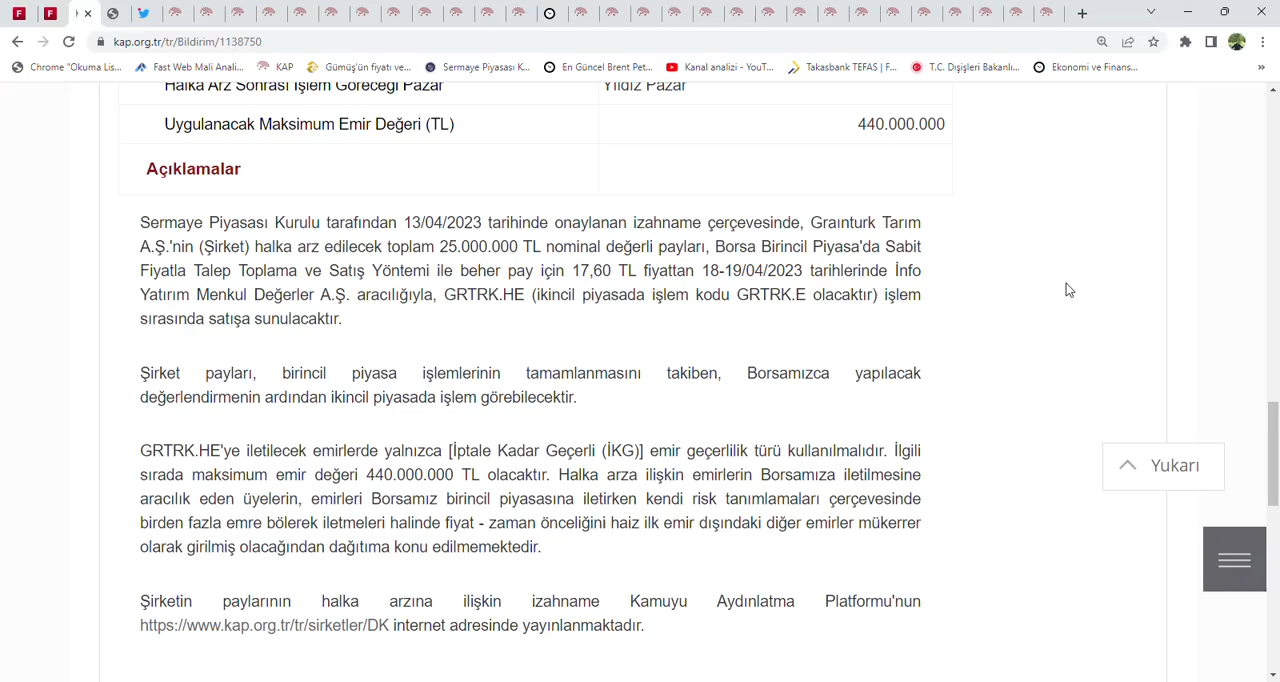 kap.org.tr/tr/Bildirim/1138750
Chrome "Okuma Lis... Fast Web Mali Anali... KAP Gümüş'ün fiyatı ve... Sermaye Piyasası K... En Güncel Brent Pet... Kanal analizi - YouT... Takasbank TEFAS | F... T.C. Dışişleri Bakanlı... Ekonomi ve Finans...
Halka Arz Sonrası İşlem Göreceği Pazar Yıldız Pazar
Uygulanacak Maksimum Emir Değeri (TL) 440.000.000
Açıklamalar
Sermaye Piyasası Kurulu tarafından 13/04/2023 tarihinde onaylanan izahname çerçevesinde, Graınturk Tarım
A.Ş.'nin (Şirket) halka arz edilecek toplam 25.000.000 TL nominal değerli payları, Borsa Birincil Piyasa'da Sabit
Fiyatla Talep Toplama ve Satış Yöntemi ile beher pay için 17,60 TL fiyattan 18-19/04/2023 tarihlerinde İnfo
Yatırım Menkul Değerler A.Ş. aracılığıyla, GRTRK.HE (ikincil piyasada işlem kodu GRTRK.E olacaktır) işlem
sırasında satışa sunulacaktır.
Şirket payları, birincil piyasa işlemlerinin tamamlanmasını takiben, Borsamızca yapılacak
değerlendirmenin ardından ikincil piyasada işlem görebilecektir.
GRTRK.HE'ye iletilecek emirlerde yalnızca [İptale Kadar Geçerli (İKG)] emir geçerlilik türü kullanılmalıdır. İlgili
sırada maksimum emir değeri 440.000.000 TL olacaktır. Halka arza ilişkin emirlerin Borsamıza iletilmesine
aracılık eden üyelerin, emirleri Borsamız birincil piyasasına iletirken kendi risk tanımlamaları çerçevesinde
birden fazla emre bölerek iletmeleri halinde fiyat - zaman önceliğini haiz ilk emir dışındaki diğer emirler mükerrer
olarak girilmiş olacağından dağıtıma konu edilmemektedir.
Şirketin paylarının halka arzına ilişkin izahname Kamuyu Aydınlatma Platformu'nun
https://www.kap.org.tr/tr/sirketler/DK internet adresinde yayınlanmaktadır.
Yukarı